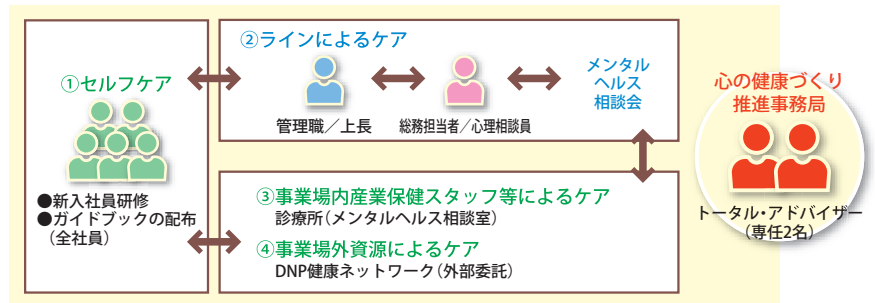 ①セルフケア
●新入社員研修
●ガイドブックの配布
（全社員）
②ラインによるケア
管理職／上長
総務担当者／心理相談員
メンタル
ヘルス
相談会
③事業場内産業保健スタッフ等によるケア
診療所（メンタルヘルス相談室）
④事業場外資源によるケア
DNP健康ネットワーク（外部委託）
心の健康づくり
推進事務局
トータル・アドバイザー
（専任2名）